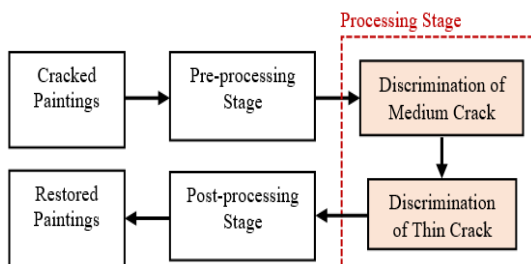 Processing Stage
Cracked
Paintings
Pre-processing
Stage
Discrimination of
Medium Crack
Restored
Paintings
Post-processing
Stage
Discrimination
of Thin Crack